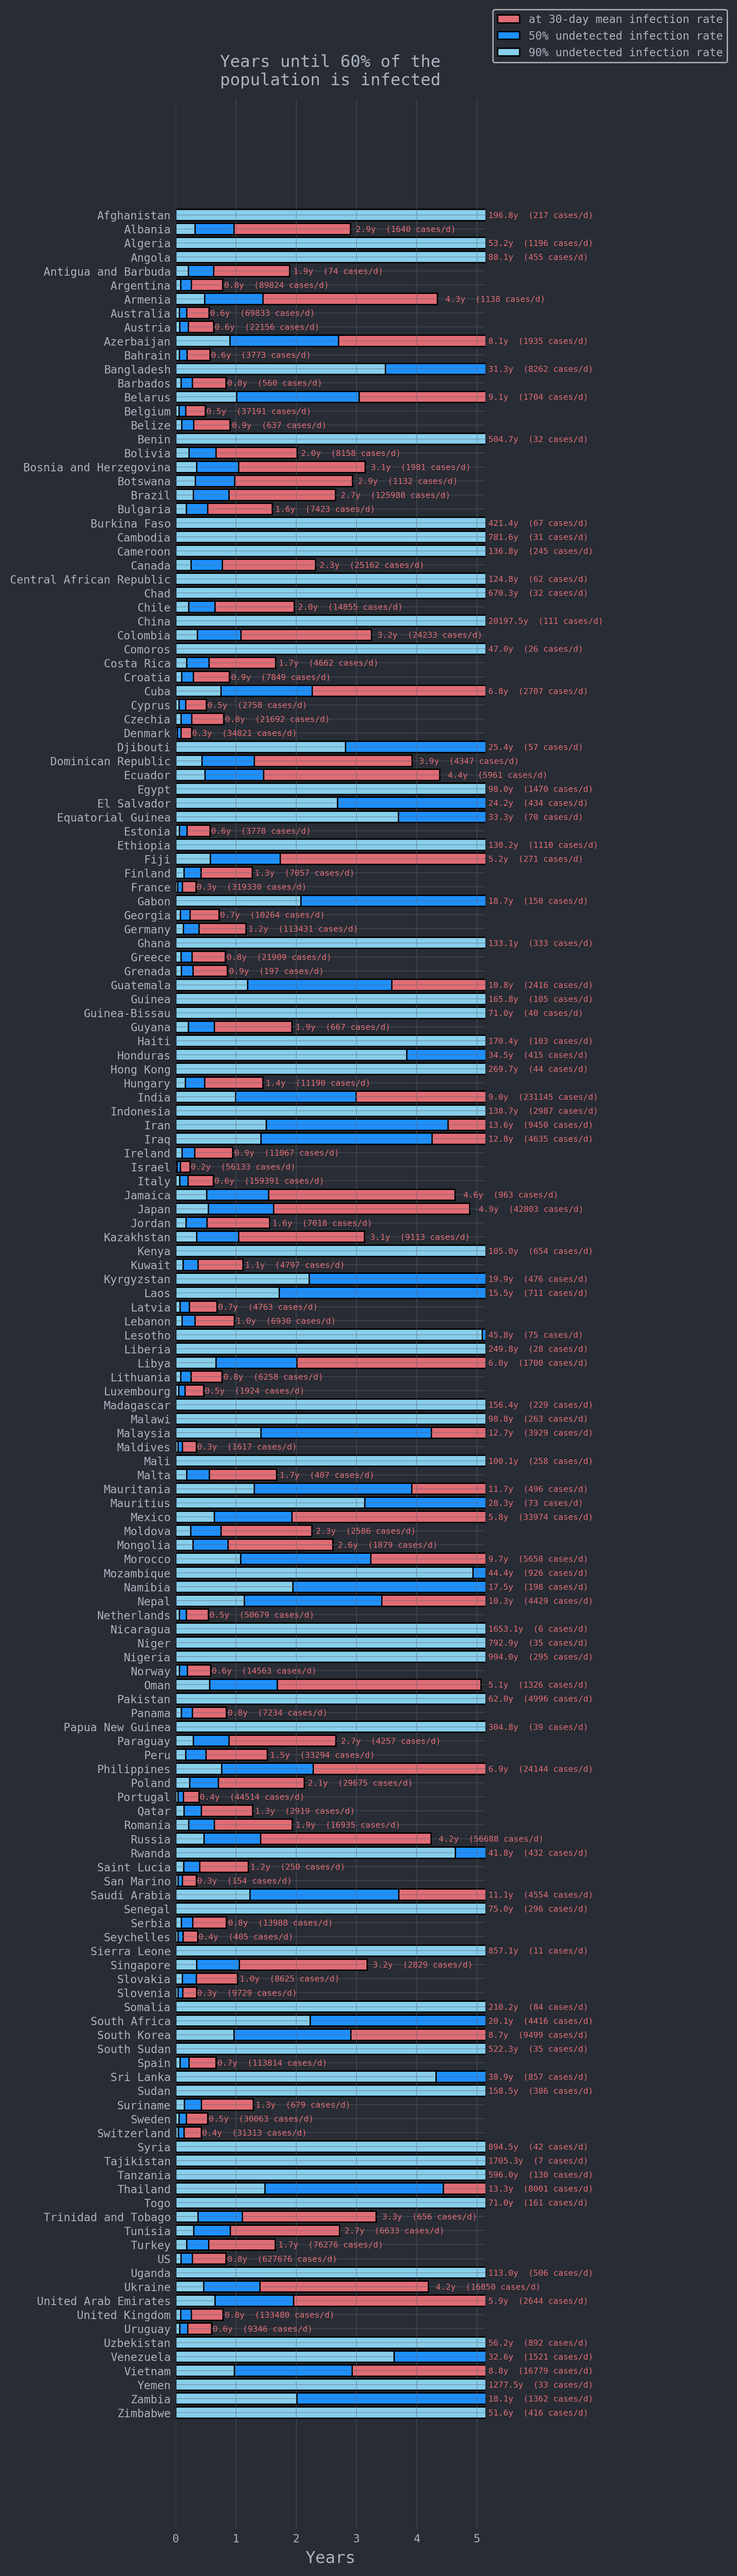 at 30-day mean infection rate
50% undetected infection rate
90% undetected infection rate
Years until 60% of the
population is infected
Afghanistan 196.8y (217 cases/d)
Albania 2.9y (1640 cases/d)
Algeria 53.2y (1196 cases/d)
Angola 88.1y (455 cases/d)
Antigua and Barbuda 1.9y (74 cases/d)
Argentina 0.8y (89824 cases/d)
Armenia 4.3y (1138 cases/d)
Australia 0.6y (69833 cases/d)
Austria 0.6y (22156 cases/d)
Azerbaijan 8.1y (1935 cases/d)
Bahrain 0.6y (3773 cases/d)
Bangladesh 31.3y (8262 cases/d)
Barbados 0.8y (560 cases/d)
Belarus 9.1y (1704 cases/d)
Belgium 0.5y (37191 cases/d)
Belize 0.9y (637 cases/d)
Benin 504.7y (32 cases/d)
Bolivia 2.0y (8158 cases/d)
Bosnia and Herzegovina 3.1y (1981 cases/d)
Botswana 2.9y (1132 cases/d)
Brazil 2.7y (125988 cases/d)
Bulgaria 1.6y (7423 cases/d)
Burkina Faso 421.4y (67 cases/d)
Cambodia 781.6y (31 cases/d)
Cameroon 136.8y (245 cases/d)
Canada 2.3y (25162 cases/d)
Central African Republic 124.8y (62 cases/d)
Chad 670.3y (32 cases/d)
Chile 2.0y (14855 cases/d)
China 20197.5y (111 cases/d)
Colombia 3.2y (24233 cases/d)
Comoros 47.0y (26 cases/d)
Costa Rica 1.7y (4662 cases/d)
Croatia 0.9y (7849 cases/d)
Cuba 6.8y (2707 cases/d)
Cyprus 0.5y (2758 cases/d)
Czechia 0.8y (21692 cases/d)
Denmark 0.3y (34821 cases/d)
Djibouti 25.4y (57 cases/d)
Dominican Republic 3.9y (4347 cases/d)
Ecuador 4.4y (5961 cases/d)
Egypt 98.0y (1470 cases/d)
El Salvador 24.2y (434 cases/d)
Equatorial Guinea 33.3y (70 cases/d)
Estonia 0.6y (3778 cases/d)
Ethiopia 130.2y (1110 cases/d)
Fiji 5.2y (271 cases/d)
Finland 1.3y (7057 cases/d)
France 0.3y (319330 cases/d)
Gabon 18.7y (150 cases/d)
Georgia 0.7y (10264 cases/d)
Germany 1.2y (113431 cases/d)
Ghana 133.1y (333 cases/d)
Greece 0.8y (21909 cases/d)
Grenada 0.9y (197 cases/d)
Guatemala 10.8y (2416 cases/d)
Guinea 165.8y (105 cases/d)
Guinea-Bissau 71.0y (40 cases/d)
Guyana 1.9y (667 cases/d)
Haiti 170.4y (103 cases/d)
Honduras 34.5y (415 cases/d)
Hong Kong 269.7y (44 cases/d)
Hungary 1.4y (11190 cases/d)
India 9.0y (231145 cases/d)
Indonesia 138.7y (2987 cases/d)
Iran 13.6y (9450 cases/d)
Iraq 12.8y (4635 cases/d)
Ireland 0.9y (11067 cases/d)
Israel 0.2y (56133 cases/d)
Italy 0.6y (159391 cases/d)
Jamaica 4.6y (963 cases/d)
Japan 4.9y (42803 cases/d)
Jordan 1.6y (7018 cases/d)
Kazakhstan 3.1y (9113 cases/d)
Kenya 105.0y (654 cases/d)
Kuwait 1.1y (4797 cases/d)
Kyrgyzstan 19.9y (476 cases/d)
Laos 15.5y (711 cases/d)
Latvia 0.7y (4763 cases/d)
Lebanon 1.0y (6930 cases/d)
Lesotho 45.8y (75 cases/d)
Liberia 249.8y (28 cases/d)
Libya 6.0y (1700 cases/d)
Lithuania 0.8y (6258 cases/d)
Luxembourg 0.5y (1924 cases/d)
Madagascar 156.4y (229 cases/d)
Malawi 98.8y (263 cases/d)
Malaysia 12.7y (3929 cases/d)
Maldives 0.3y (1617 cases/d)
Mali 100.1y (258 cases/d)
Malta 1.7y (407 cases/d)
Mauritania 11.7y (496 cases/d)
Mauritius 28.3y (73 cases/d)
Mexico 5.8y (33974 cases/d)
Moldova 2.3y (2586 cases/d)
Mongolia 2.6y (1879 cases/d)
Morocco 9.7y (5658 cases/d)
Mozambique 44.4y (926 cases/d)
Namibia 17.5y (198 cases/d)
Nepal 10.3y (4429 cases/d)
Netherlands 0.5y (50679 cases/d)
Nicaragua 1653.1y (6 cases/d)
Niger 792.9y (35 cases/d)
Nigeria 994.0y (295 cases/d)
Norway 0.6y (14563 cases/d)
Oman 5.1y (1326 cases/d)
Pakistan 62.0y (4996 cases/d)
Panama 0.8y (7234 cases/d)
Papua New Guinea 304.8y (39 cases/d)
Paraguay 2.7y (4257 cases/d)
Peru 1.5y (33294 cases/d)
Philippines 6.9y (24144 cases/d)
Poland 2.1y (29675 cases/d)
Portugal 0.4y (44514 cases/d)
Qatar 1.3y (2919 cases/d)
Romania 1.9y (16935 cases/d)
Russia 4.2y (56688 cases/d)
Rwanda 41.8y (432 cases/d)
Saint Lucia 1.2y (250 cases/d)
San Marino 0.3y (154 cases/d)
Saudi Arabia 11.1y (4554 cases/d)
Senegal 75.0y (296 cases/d)
Serbia 0.8y (13988 cases/d)
Seychelles 0.4y (405 cases/d)
Sierra Leone 857.1y (11 cases/d)
Singapore 3.2y (2829 cases/d)
Slovakia 1.0y (8625 cases/d)
Slovenia 0.3y (9729 cases/d)
Somalia 210.2y (84 cases/d)
South Africa 20.1y (4416 cases/d)
South Korea 8.7y (9499 cases/d)
South Sudan 522.3y (35 cases/d)
Spain 0.7y (113814 cases/d)
Sri Lanka 38.9y (857 cases/d)
Sudan 158.5y (386 cases/d)
Suriname 1.3y (679 cases/d)
Sweden 0.5y (30063 cases/d)
Switzerland 0.4y (31313 cases/d)
Syria 894.5y (42 cases/d)
Tajikistan 1705.3y (7 cases/d)
Tanzania 596.0y (130 cases/d)
Thailand 13.3y (8001 cases/d)
Togo 71.0y (161 cases/d)
Trinidad and Tobago 3.3y (656 cases/d)
Tunisia 2.7y (6633 cases/d)
Turkey 1.7y (76276 cases/d)
US 0.8y (627676 cases/d)
Uganda 113.0y (506 cases/d)
Ukraine 4.2y (16850 cases/d)
United Arab Emirates 5.9y (2644 cases/d)
United Kingdom 0.8y (133480 cases/d)
Uruguay 0.6y (9346 cases/d)
Uzbekistan 56.2y (892 cases/d)
Venezuela 32.6y (1521 cases/d)
Vietnam 8.8y (16779 cases/d)
Yemen 1277.5y (33 cases/d)
Zambia 18.1y (1362 cases/d)
Zimbabwe 51.6y (416 cases/d)
0 1 2 3 4 5
Years